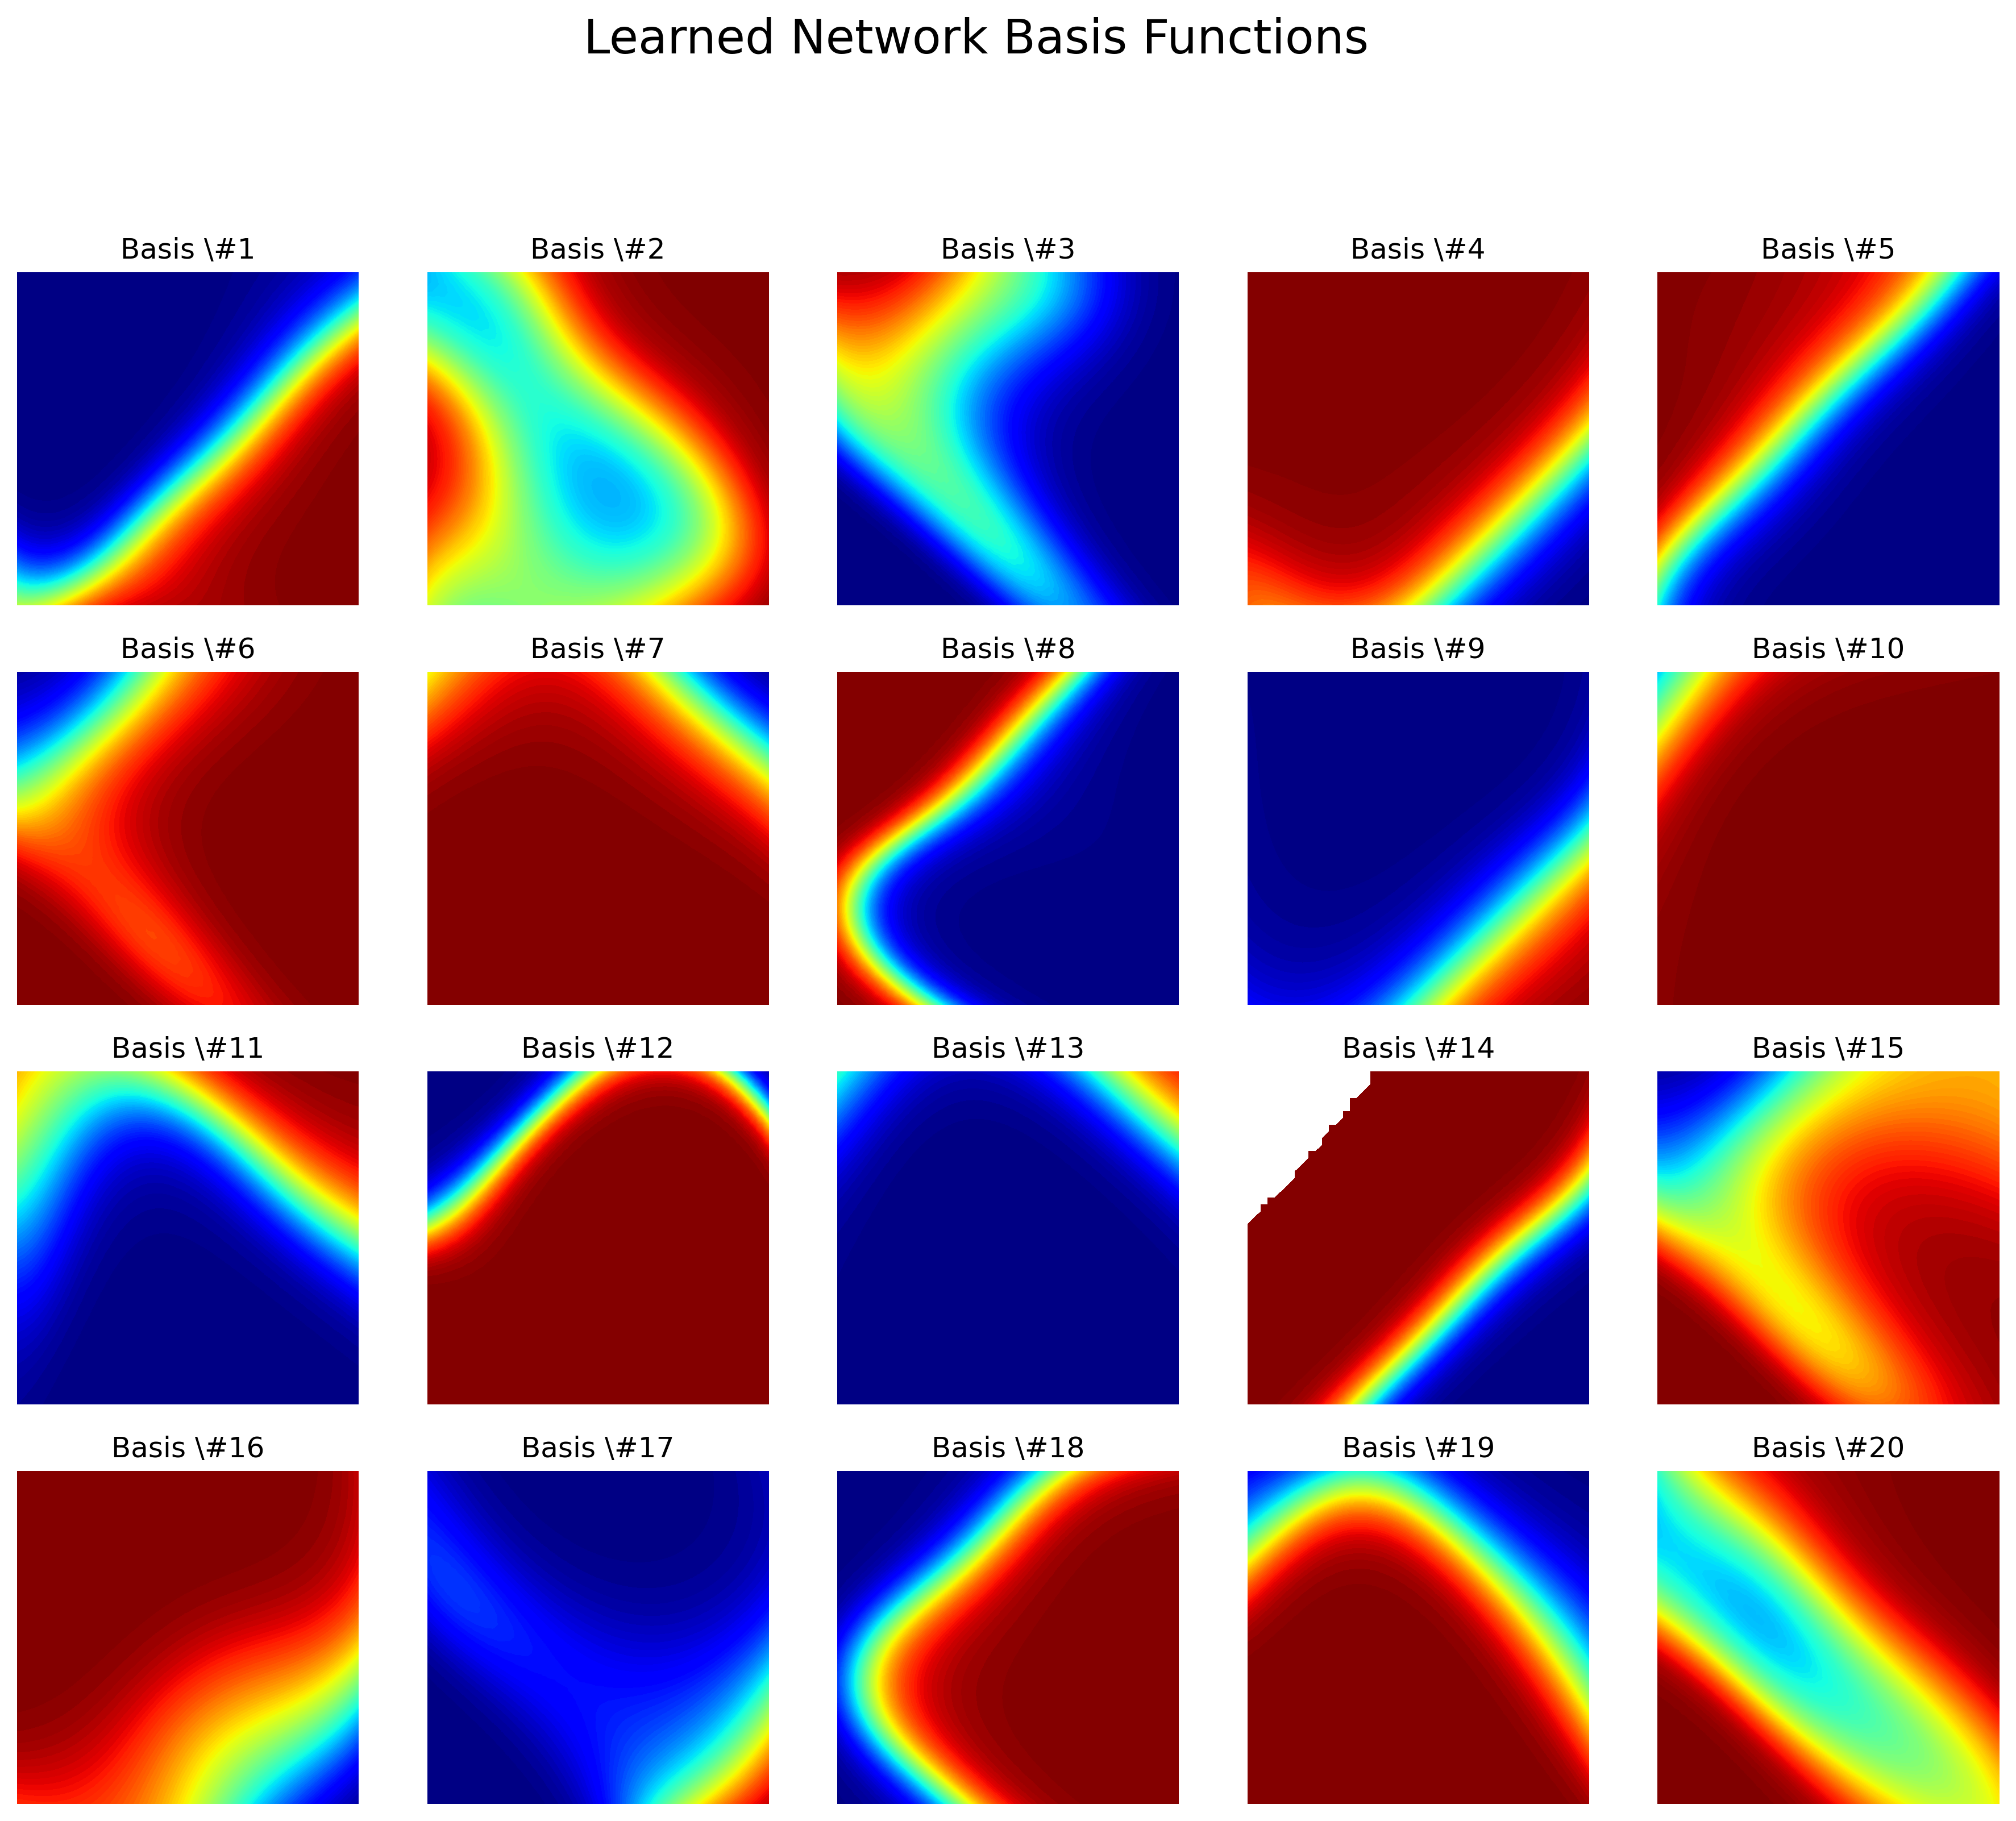 Learned Network Basis Functions
Basis \#1
Basis \#2
Basis \#3
Basis \#4
Basis \#5
Basis \#6
Basis \#7
Basis \#8
Basis \#9
Basis \#10
Basis \#11
Basis \#12
Basis \#13
Basis \#14
Basis \#15
Basis \#16
Basis \#17
Basis \#18
Basis \#19
Basis \#20